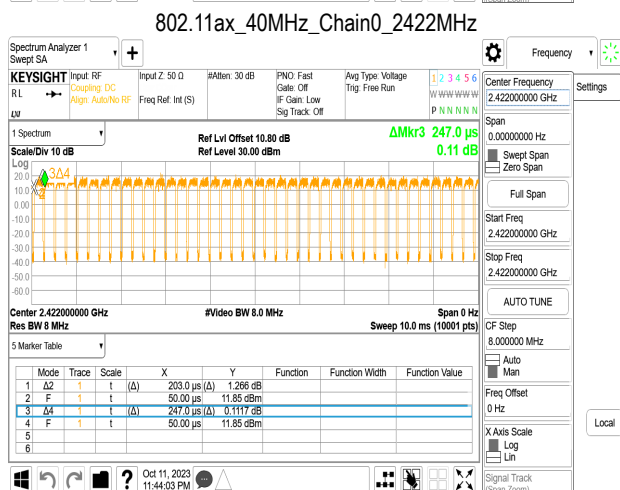 802.11ax_40MHz_Chain0_2422MHz
Spectrum Analyzer 1
Swept SA
+
Frequency
KEYSIGHT Input: RF Input Z: 50 Ω #Atten: 30 dB PNO: Fast Avg Type: Voltage 1 2 3 4 5 6
RL Coupling: DC Gate: Off Trig: Free Run W W W W W W
Align: Auto/No RF Freq Ref: Int (S) IF Gain: Low
Sig Track: Off P N N N N N
Center Frequency
2.422000000 GHz
Settings
Span
0.00000000 Hz
Swept Span
Zero Span
Full Span
Start Freq
2.422000000 GHz
Stop Freq
2.422000000 GHz
AUTO TUNE
CF Step
8.000000 MHz
Auto
Man
Freq Offset
0 Hz
X Axis Scale
Log
Lin
Signal Track
(Span Zoom)
Local
1 Spectrum
Scale/Div 10 dB
Ref Lvl Offset 10.80 dB
Ref Level 30.00 dBm
ΔMkr3 247.0 µs
0.11 dB
Log
3Δ4
20.0
10.0
0.00
-10.0
-20.0
-30.0
-40.0
-50.0
-60.0
Center 2.422000000 GHz #Video BW 8.0 MHz Span 0 Hz
Res BW 8 MHz Sweep 10.0 ms (10001 pts)
5 Marker Table
Mode Trace Scale X Y Function Function Width Function Value
1 Δ2 1 t (Δ) 203.0 µs (Δ) 1.266 dB
2 F 1 t 50.00 µs 11.85 dBm
3 Δ4 1 t (Δ) 247.0 µs (Δ) 0.1117 dB
4 F 1 t 50.00 µs 11.85 dBm
5
6
? Oct 11, 2023
11:44:03 PM